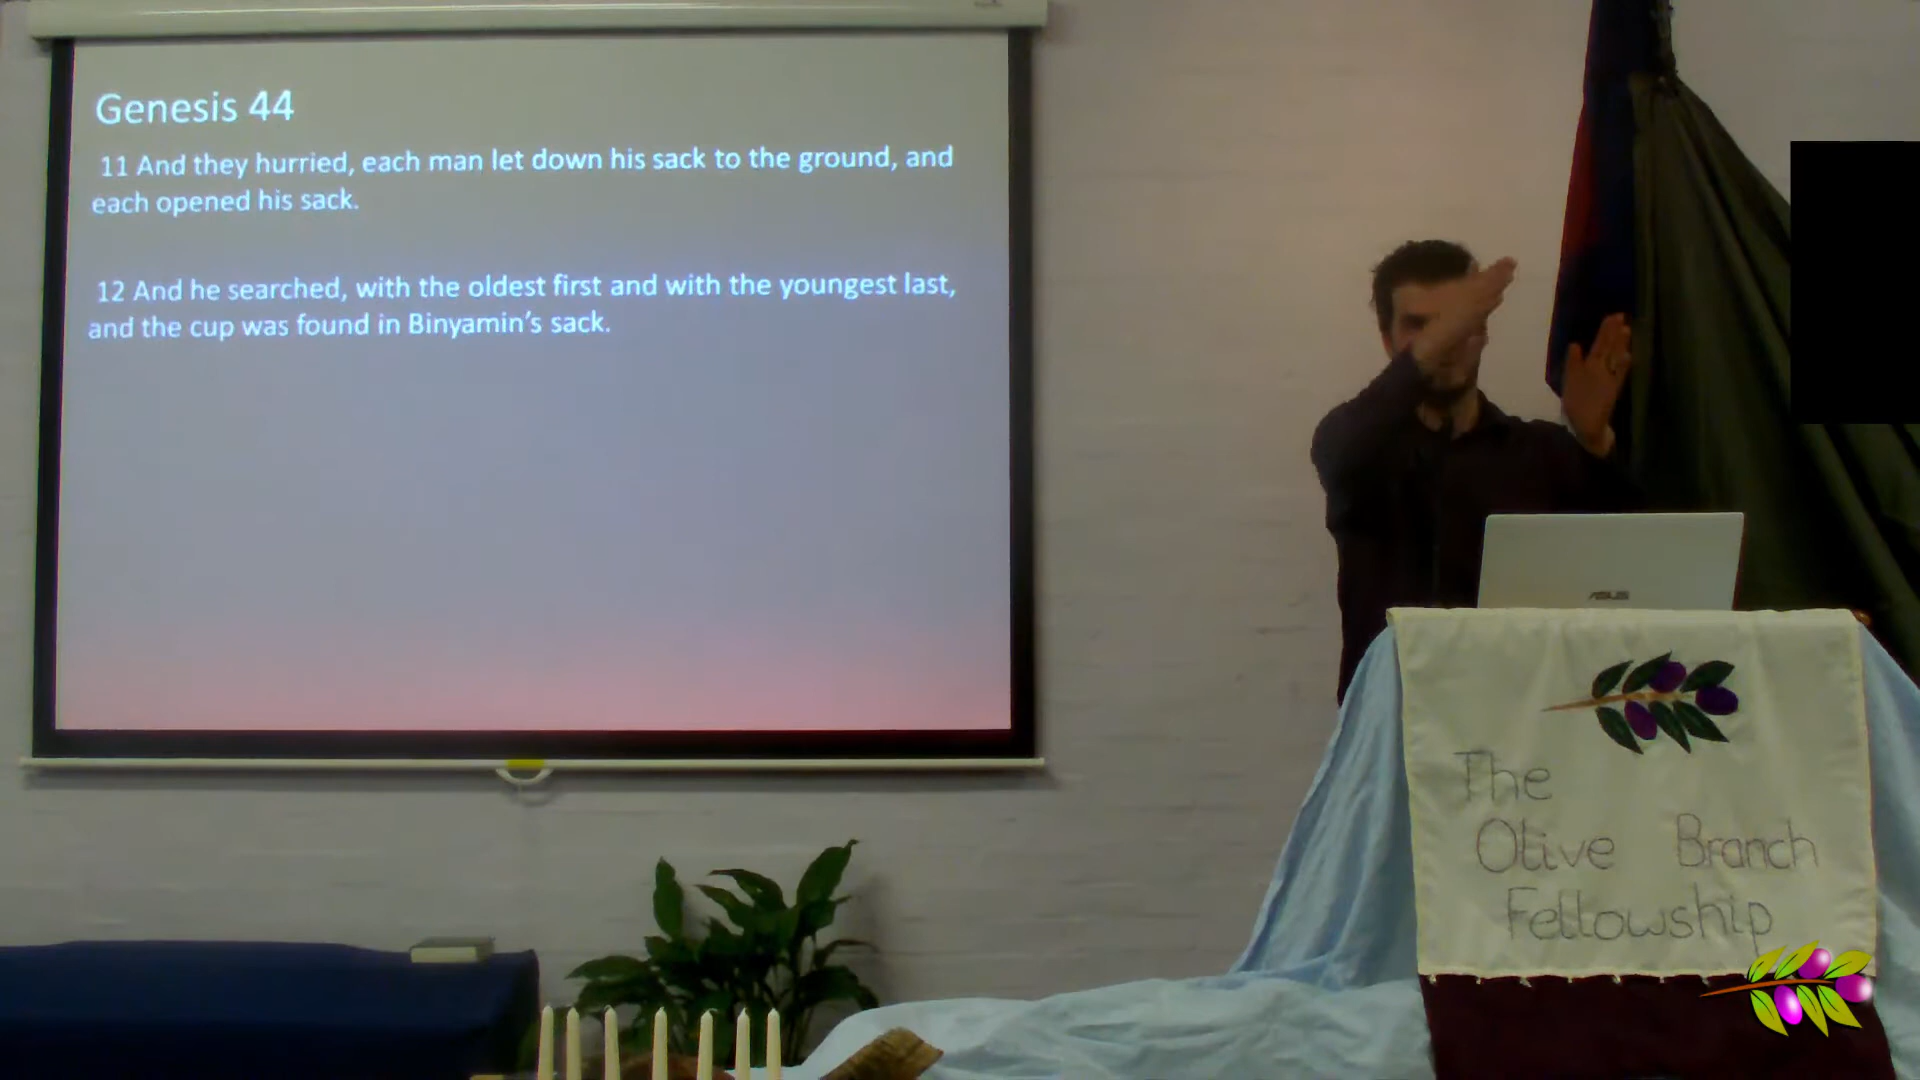 Genesis 44
11 And they hurried, each man let down his sack to the ground, and
each opened his sack.
12 And he searched, with the oldest first and with the youngest last,
and the cup was found in Binyamin's sack.
ASUS
The
Olive Branch
Fellowship